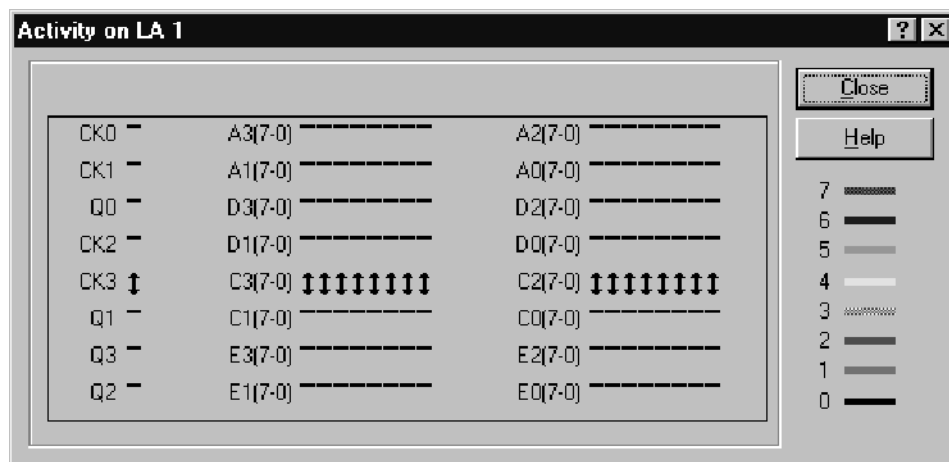 Activity on LA 1
? X
Close
Help
CK0 A3(7-0) A2(7-0)
CK1 A1(7-0) A0(7-0)
Q0 D3(7-0) D2(7-0)
CK2 D1(7-0) D0(7-0)
CK3 C3(7-0) C2(7-0)
Q1 C1(7-0) C0(7-0)
Q3 E3(7-0) E2(7-0)
Q2 E1(7-0) E0(7-0)
7
6
5
4
3
2
1
0